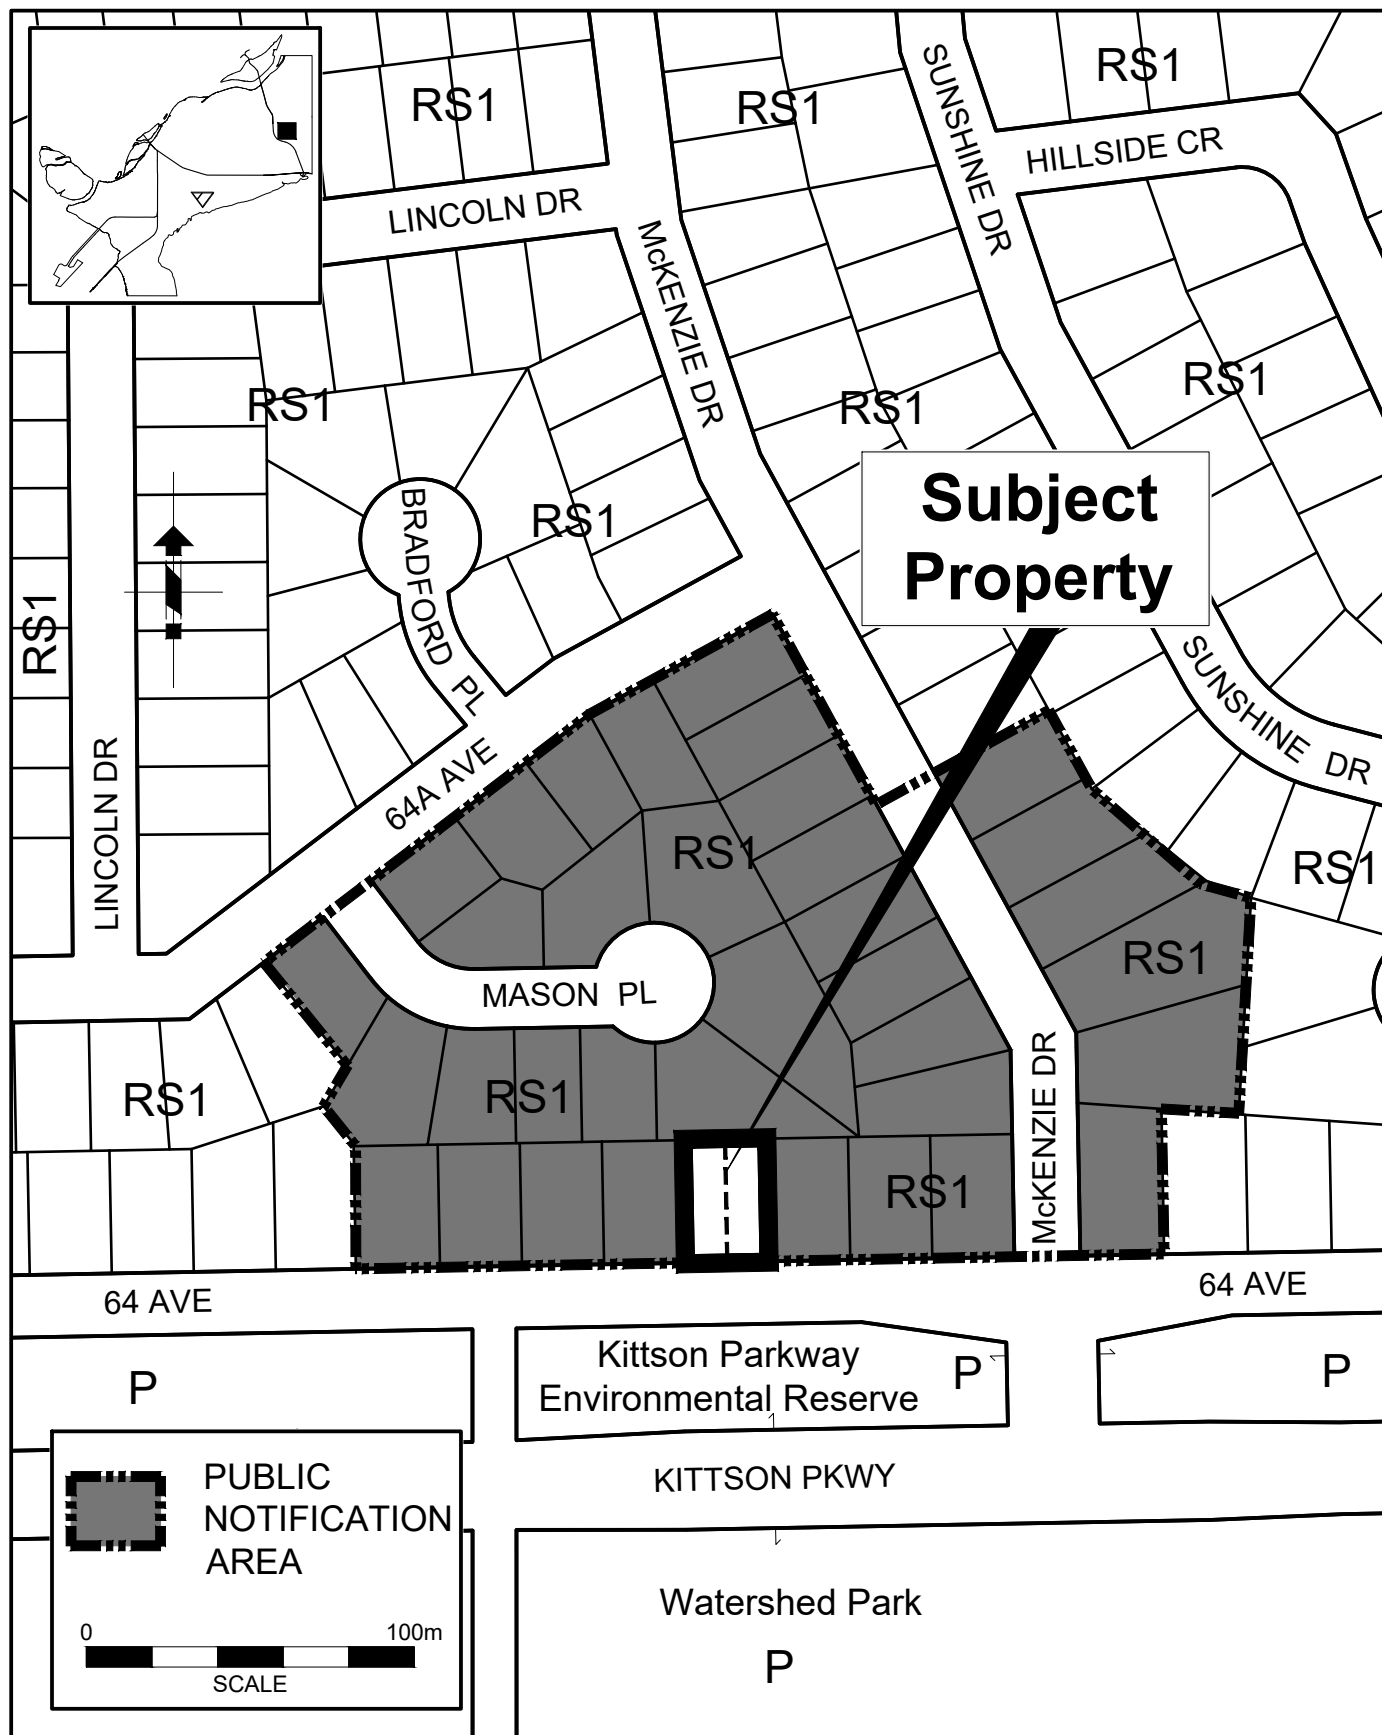 RS1
RS1
RS1
SUNSHINE DR
HILLSIDE CR
LINCOLN DR
McKENZIE DR
RS1
RS1
RS1
RS1
BRADFORD PL
Subject
Property
RS1
SUNSHINE DR
64A AVE
LINCOLN DR
RS1
RS1
RS1
MASON PL
RS1
RS1
McKENZIE DR
RS1
64 AVE
64 AVE
Kittson Parkway
Environmental Reserve
P
P
P
KITTSON PKWY
PUBLIC
NOTIFICATION
AREA
0
100m
SCALE
Watershed Park
P